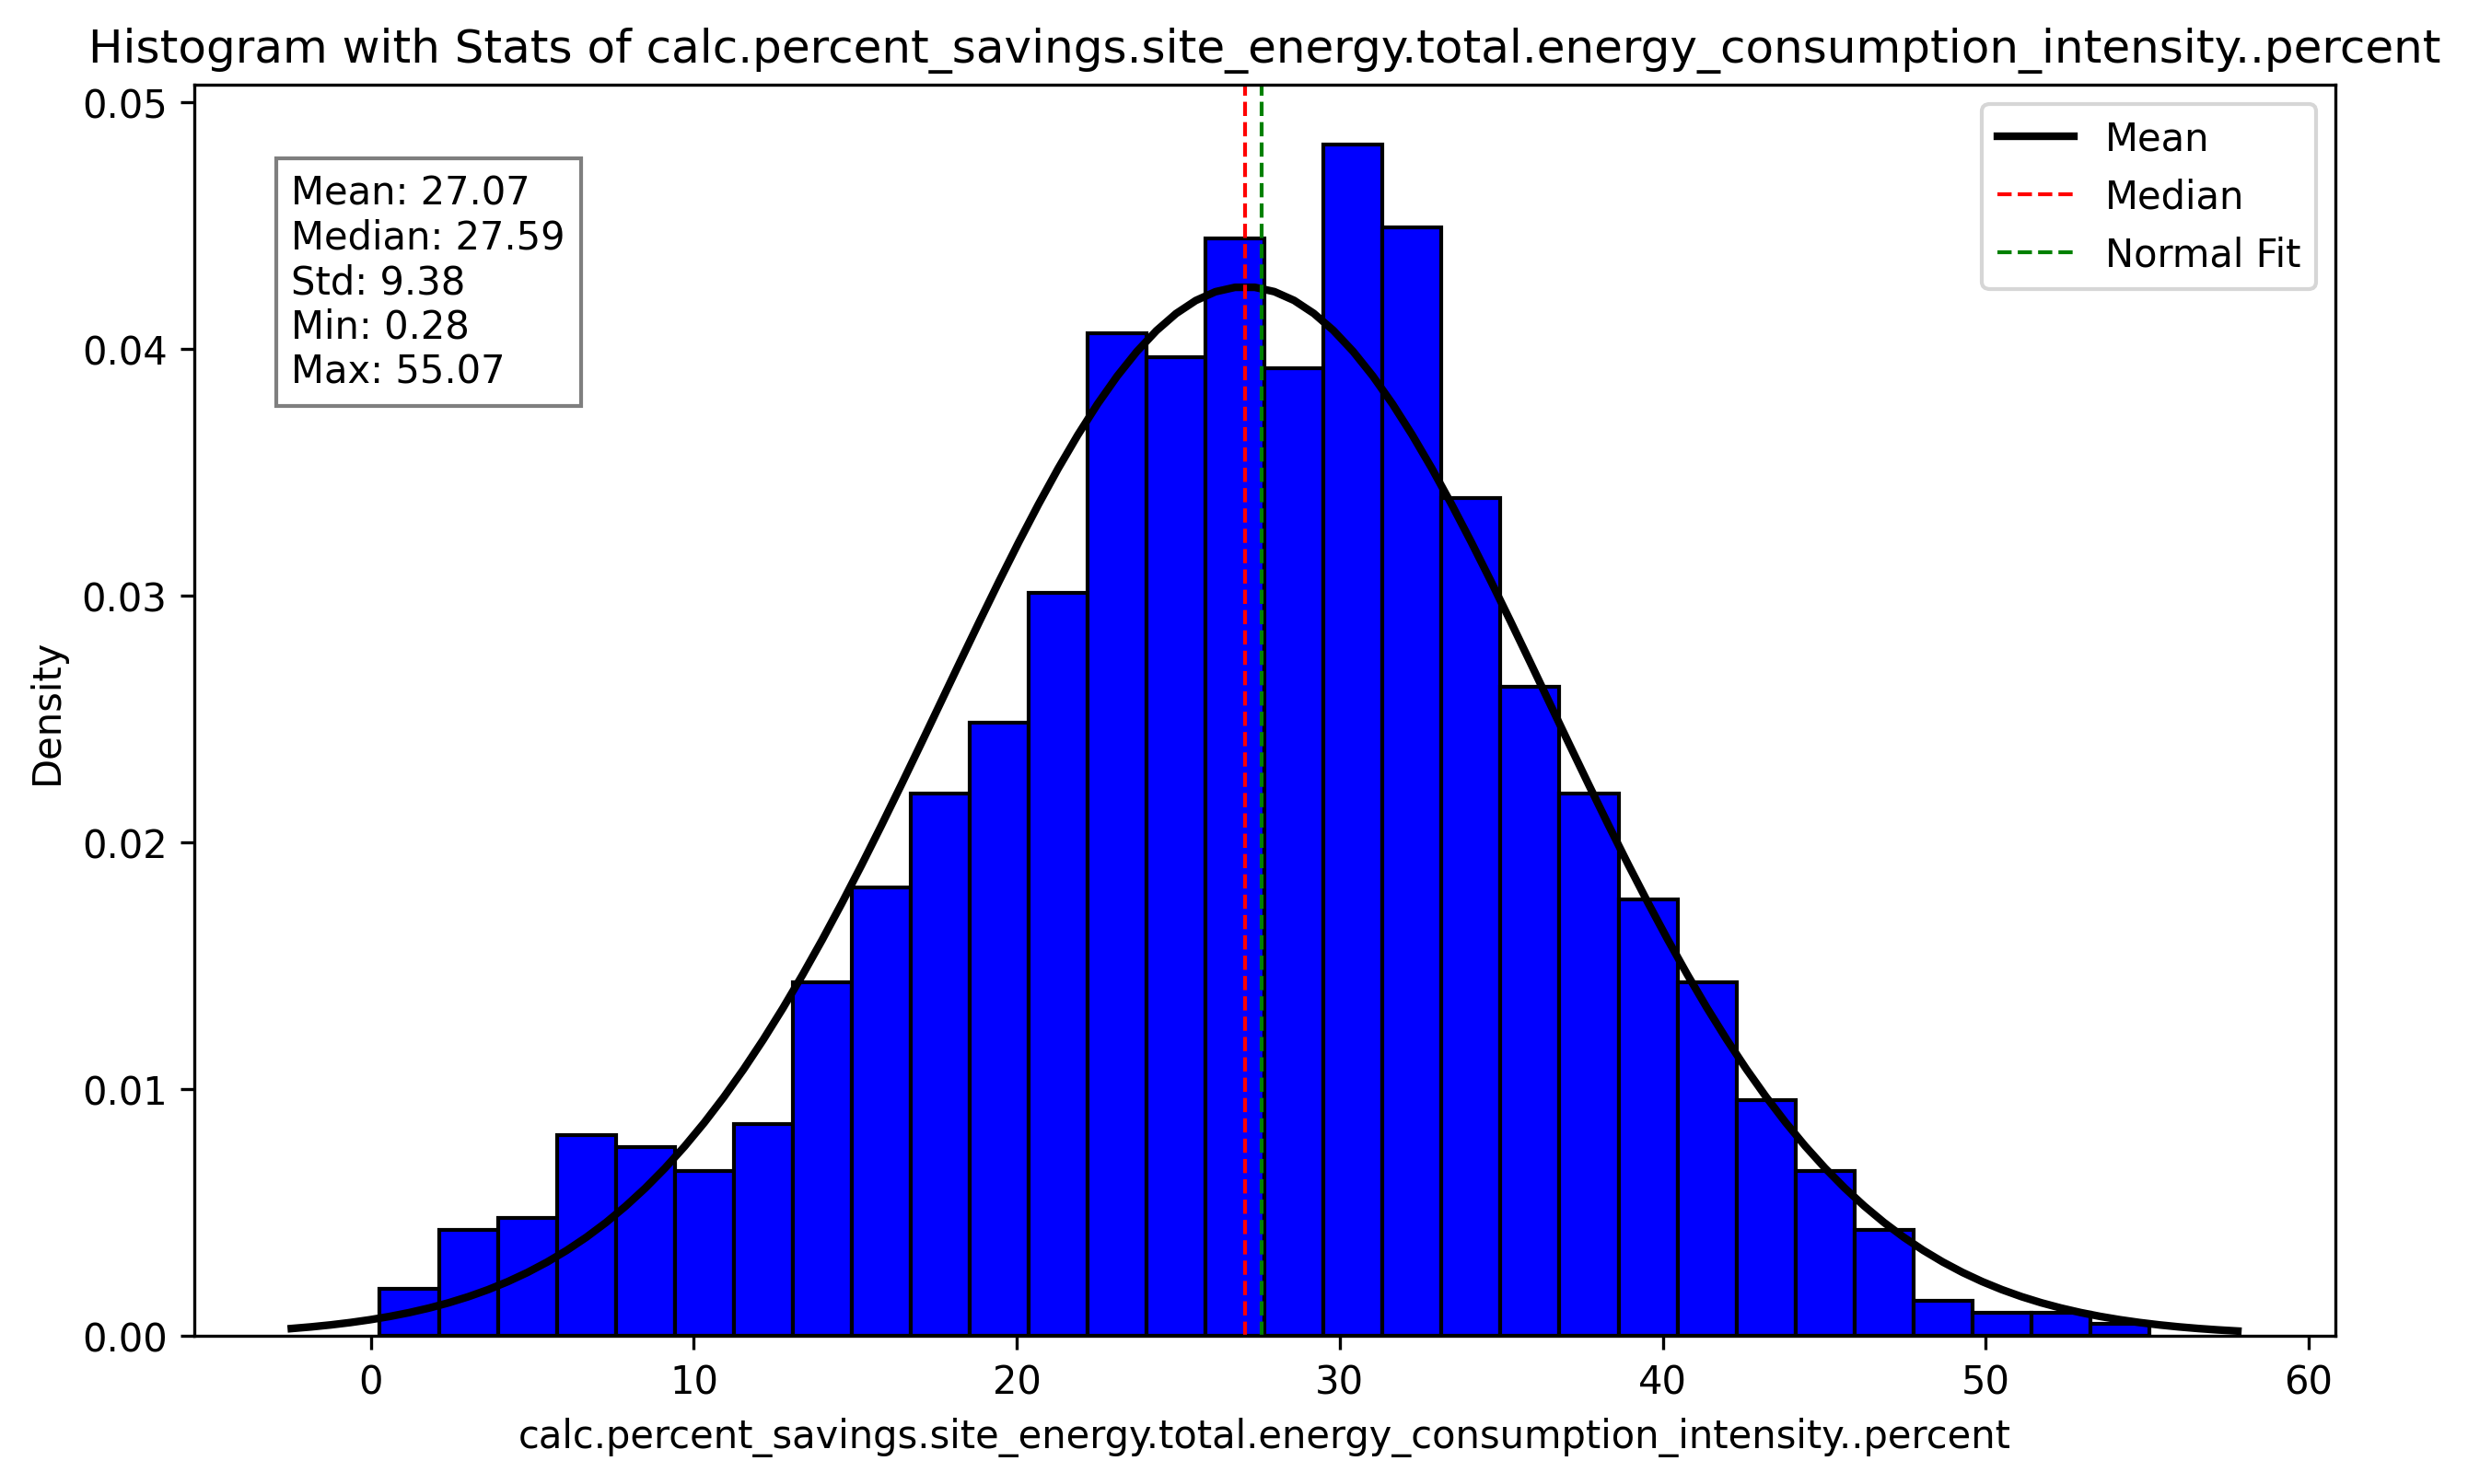 Histogram with Stats of calc.percent_savings.site_energy.total.energy_consumption_intensity..percent
0.05
0.04
0.03
0.02
0.01
0.00
Density
Mean: 27.07
Median: 27.59
Std: 9.38
Min: 0.28
Max: 55.07
Mean
Median
Normal Fit
0 10 20 30 40 50 60
calc.percent_savings.site_energy.total.energy_consumption_intensity..percent